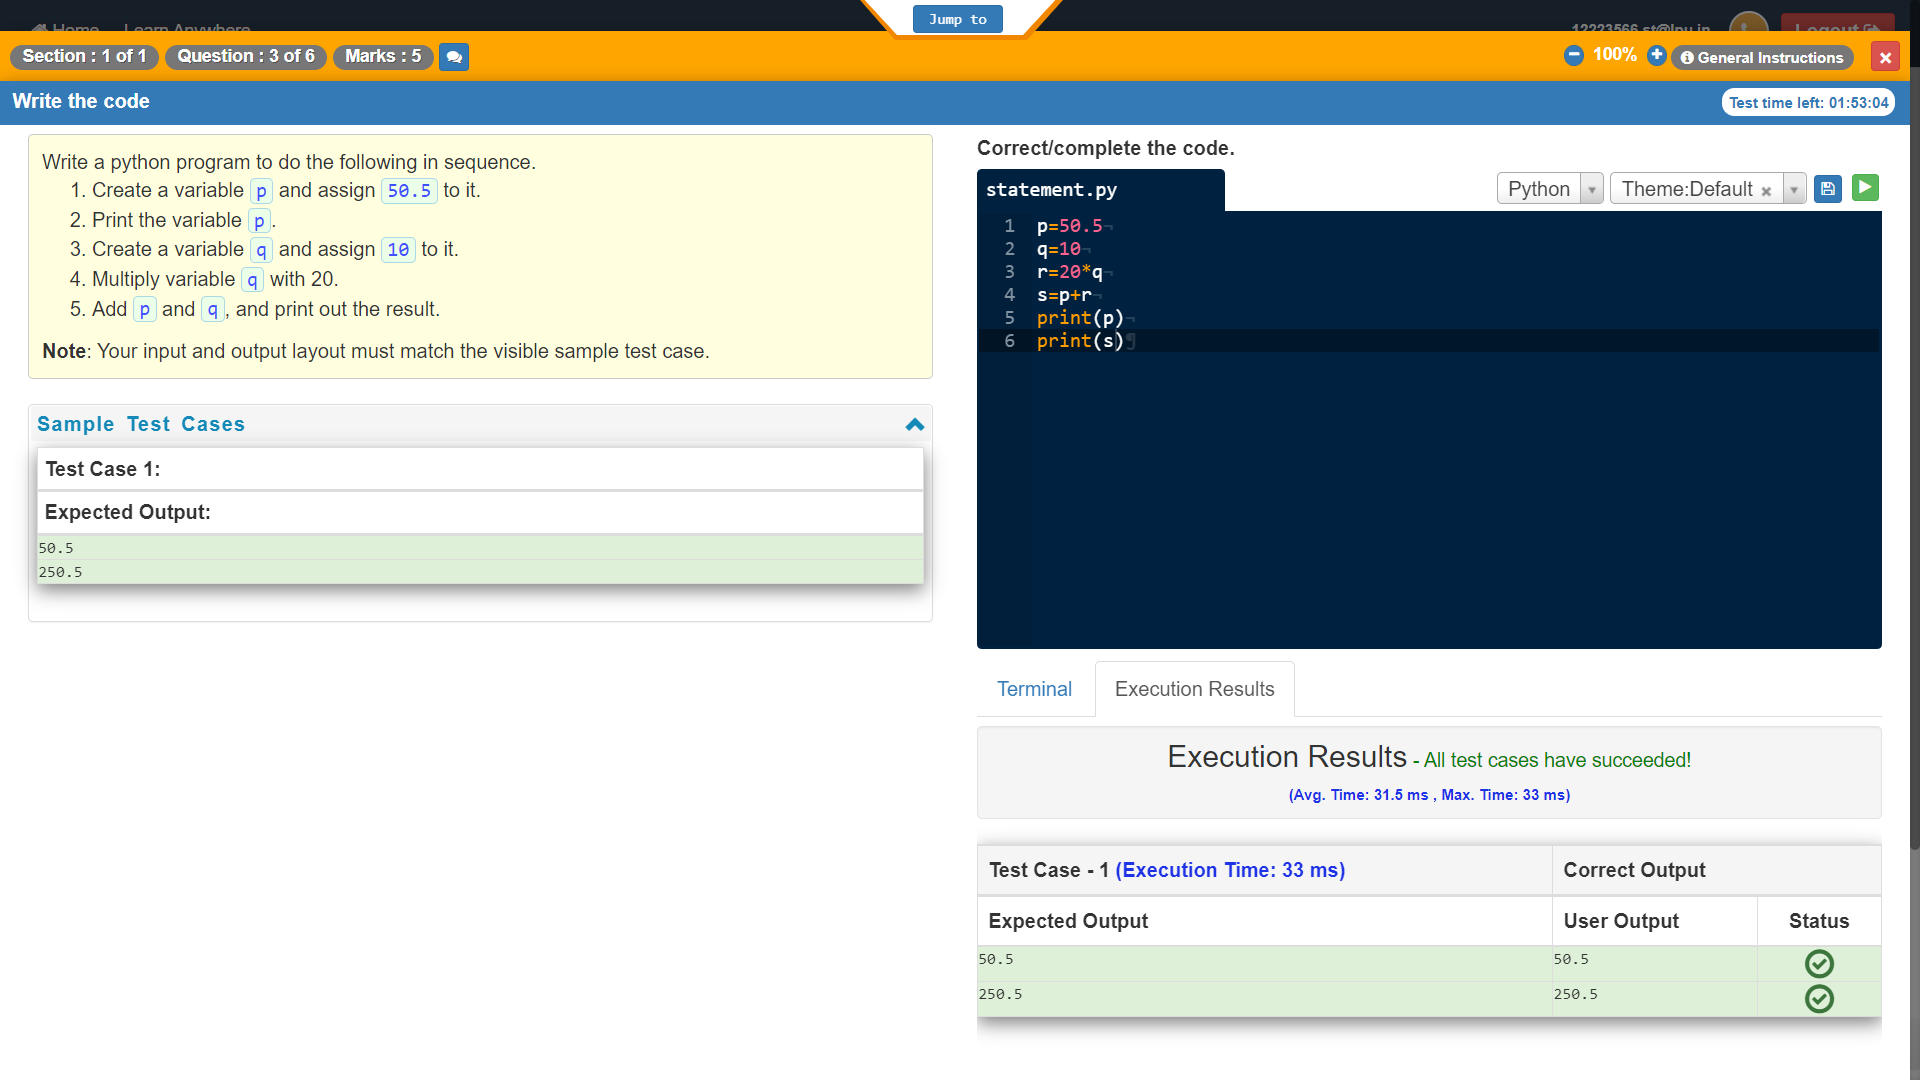 Jump to
Home Learn Anywhere
12223566.st@lpu.in Logout
Section : 1 of 1 Question : 3 of 6 Marks : 5
100% General Instructions
Write the code
Test time left: 01:53:04
Write a python program to do the following in sequence.
1. Create a variable p and assign 50.5 to it.
2. Print the variable p.
3. Create a variable q and assign 10 to it.
4. Multiply variable q with 20.
5. Add p and q, and print out the result.
Note: Your input and output layout must match the visible sample test case.
Sample Test Cases
Test Case 1:
Expected Output:
50.5
250.5
Correct/complete the code.
statement.py
Python Theme:Default ×
1 p=50.5¬
2 q=10¬
3 r=20*q¬
4 s=p+r¬
5 print(p)¬
6 print(s)¶
Terminal Execution Results
Execution Results - All test cases have succeeded!
(Avg. Time: 31.5 ms , Max. Time: 33 ms)
Test Case - 1 (Execution Time: 33 ms) Correct Output
Expected Output User Output Status
50.5 50.5
250.5 250.5